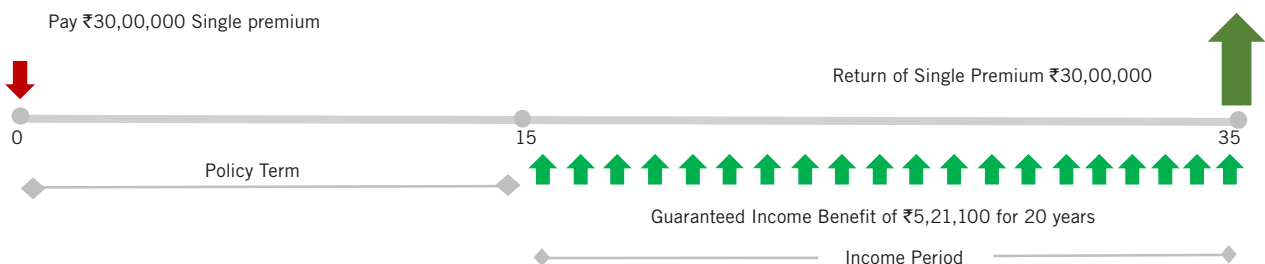 Pay ₹30,00,000 Single premium
Return of Single Premium ₹30,00,000
0
15
35
Policy Term
Guaranteed Income Benefit of ₹5,21,100 for 20 years
Income Period